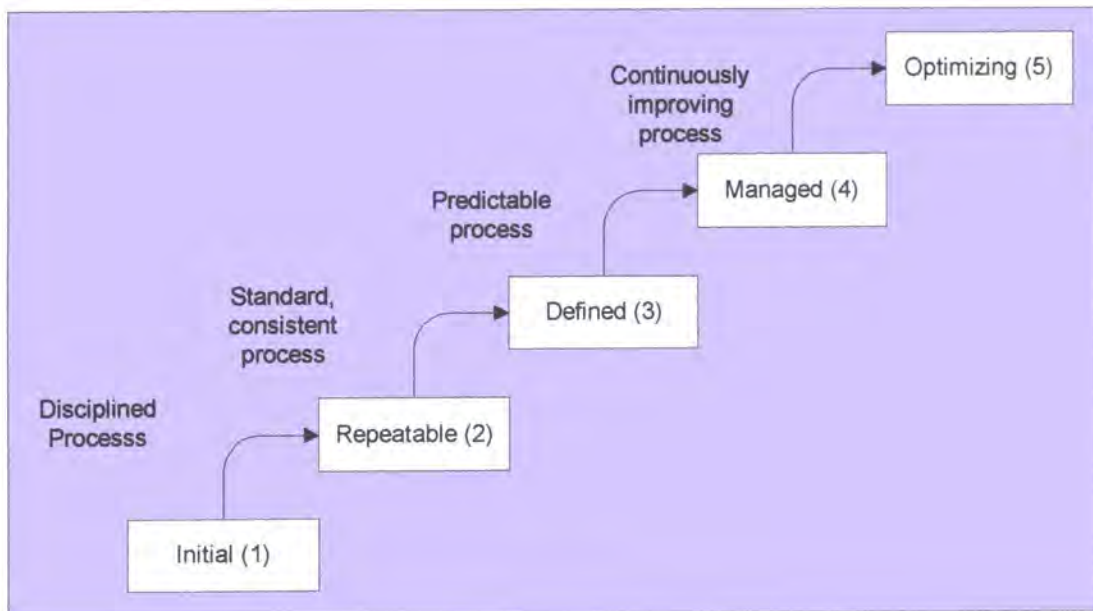 Optimizing (5)
Continuously
improving
process
Managed (4)
Predictable
process
Defined (3)
Standard,
consistent
process
Repeatable (2)
Disciplined
Processs
Initial (1)